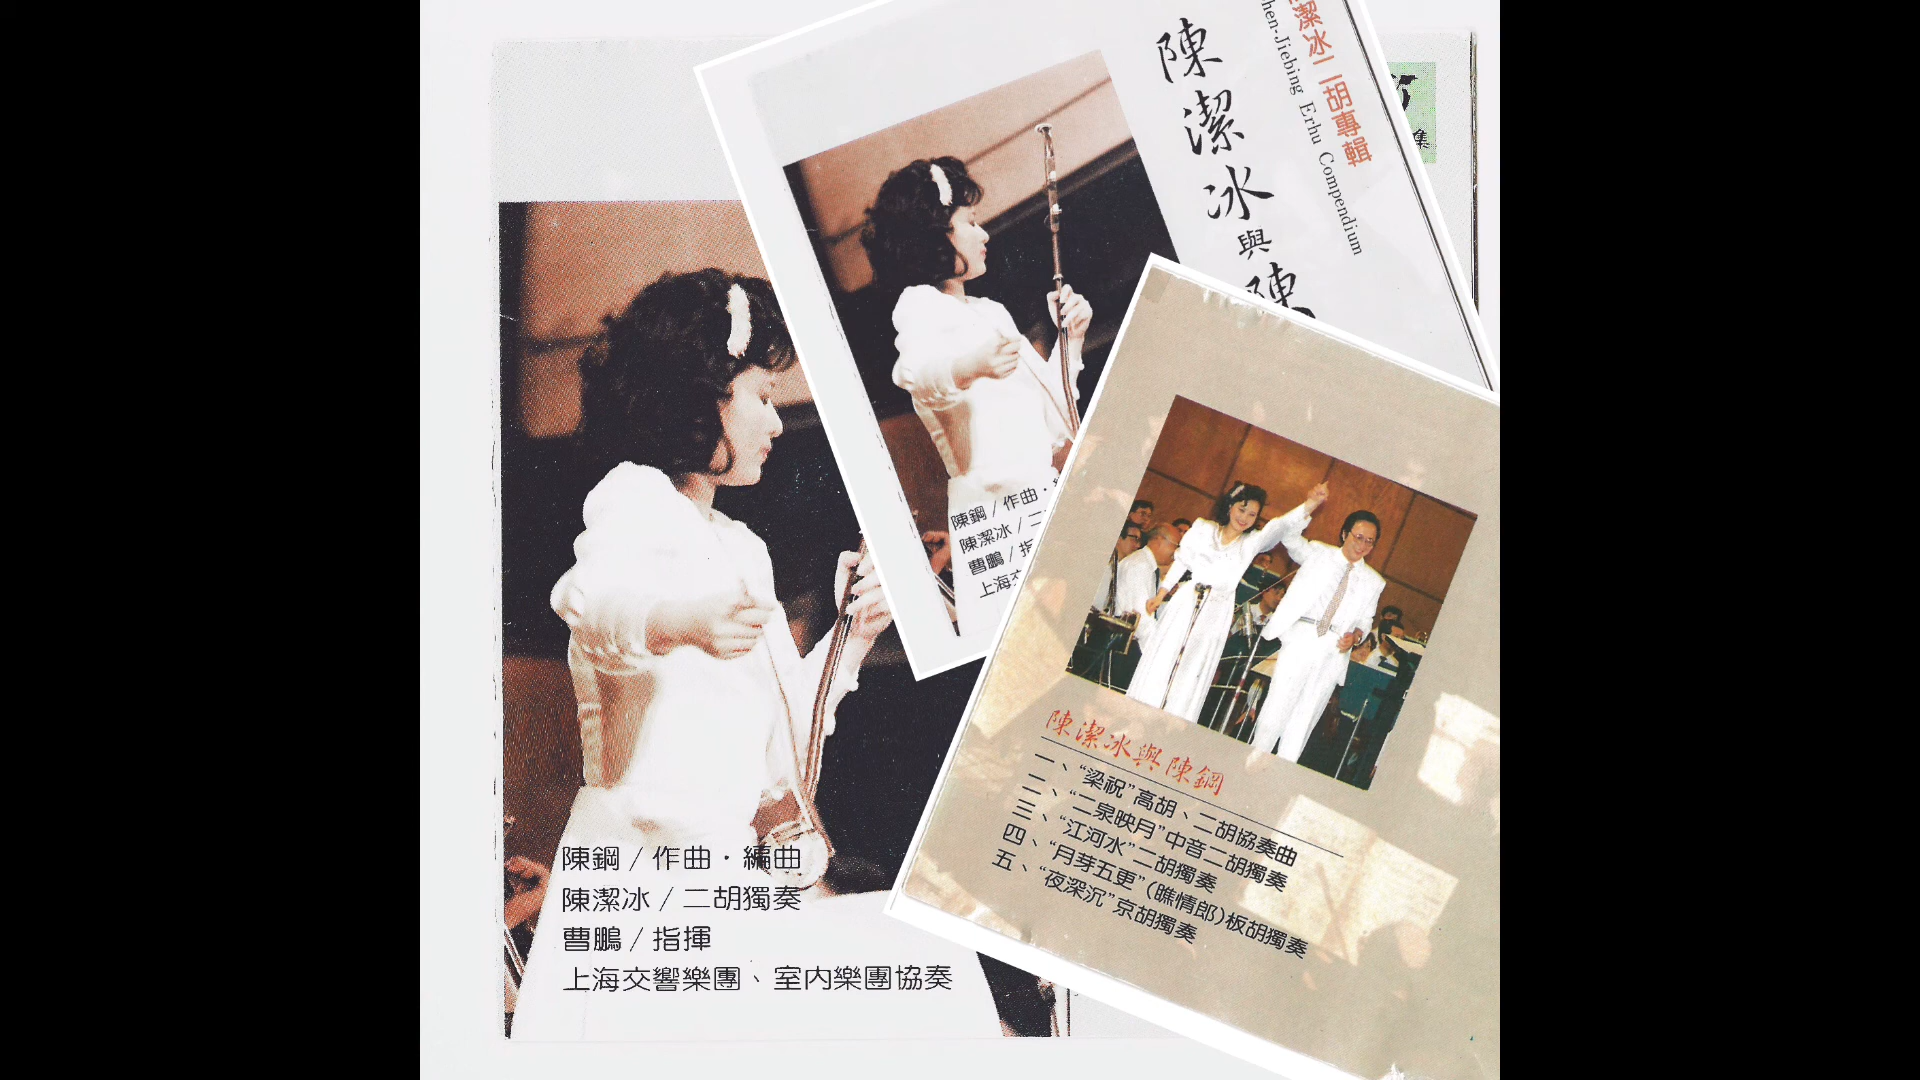 陳潔冰與陳
潔冰二胡專輯
hen-Jiebing Erhu Compendium
集
陳鋼/作曲·
陳潔冰/二
曹鵬/指
上海
陳鋼/作曲·編曲
陳潔冰/二胡獨奏
曹鵬/指揮
上海交響樂團、室内樂團協奏
陳潔冰與陳鋼
一、“梁祝”高胡、二胡協奏曲
二、“二泉映月”中音二胡獨奏
三、“江河水”二胡獨奏
四、“月芽五更”(瞧情郎)板胡獨奏
五、“夜深沉”京胡獨奏